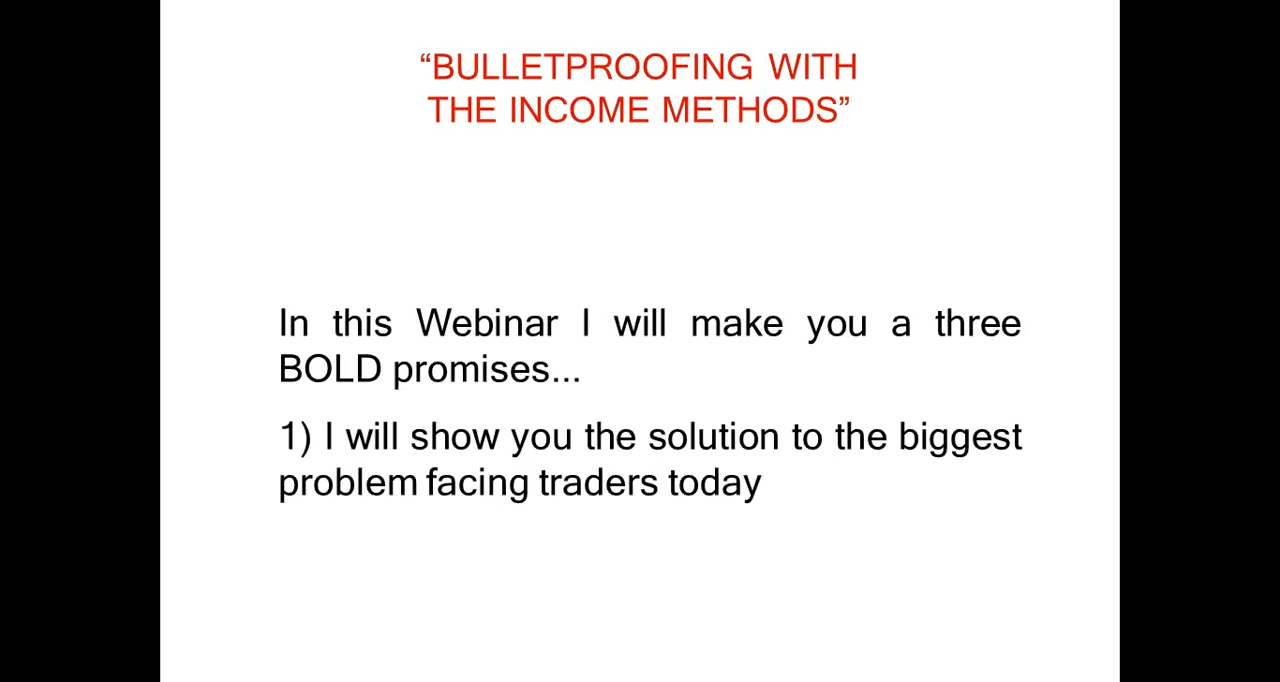 “BULLETPROOFING WITH
THE INCOME METHODS”
In this Webinar I will make you a three
BOLD promises...
1) I will show you the solution to the biggest
problem facing traders today